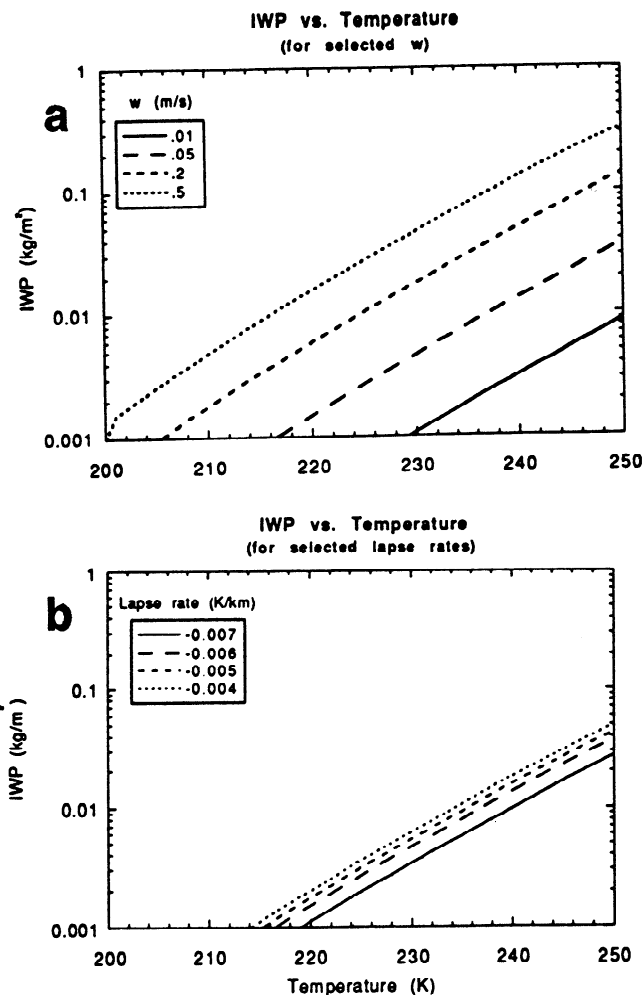 IWP vs. Temperature
(for selected w)
a
w (m/s)
.01
.05
.2
.5
IWP (kg/m²)
1
0.1
0.01
0.001
200 210 220 230 240 250
IWP vs. Temperature
(for selected lapse rates)
b
Lapse rate (K/km)
-0.007
-0.006
-0.005
-0.004
IWP (kg/m )
1
0.1
0.01
0.001
200 210 220 230 240 250
Temperature (K)